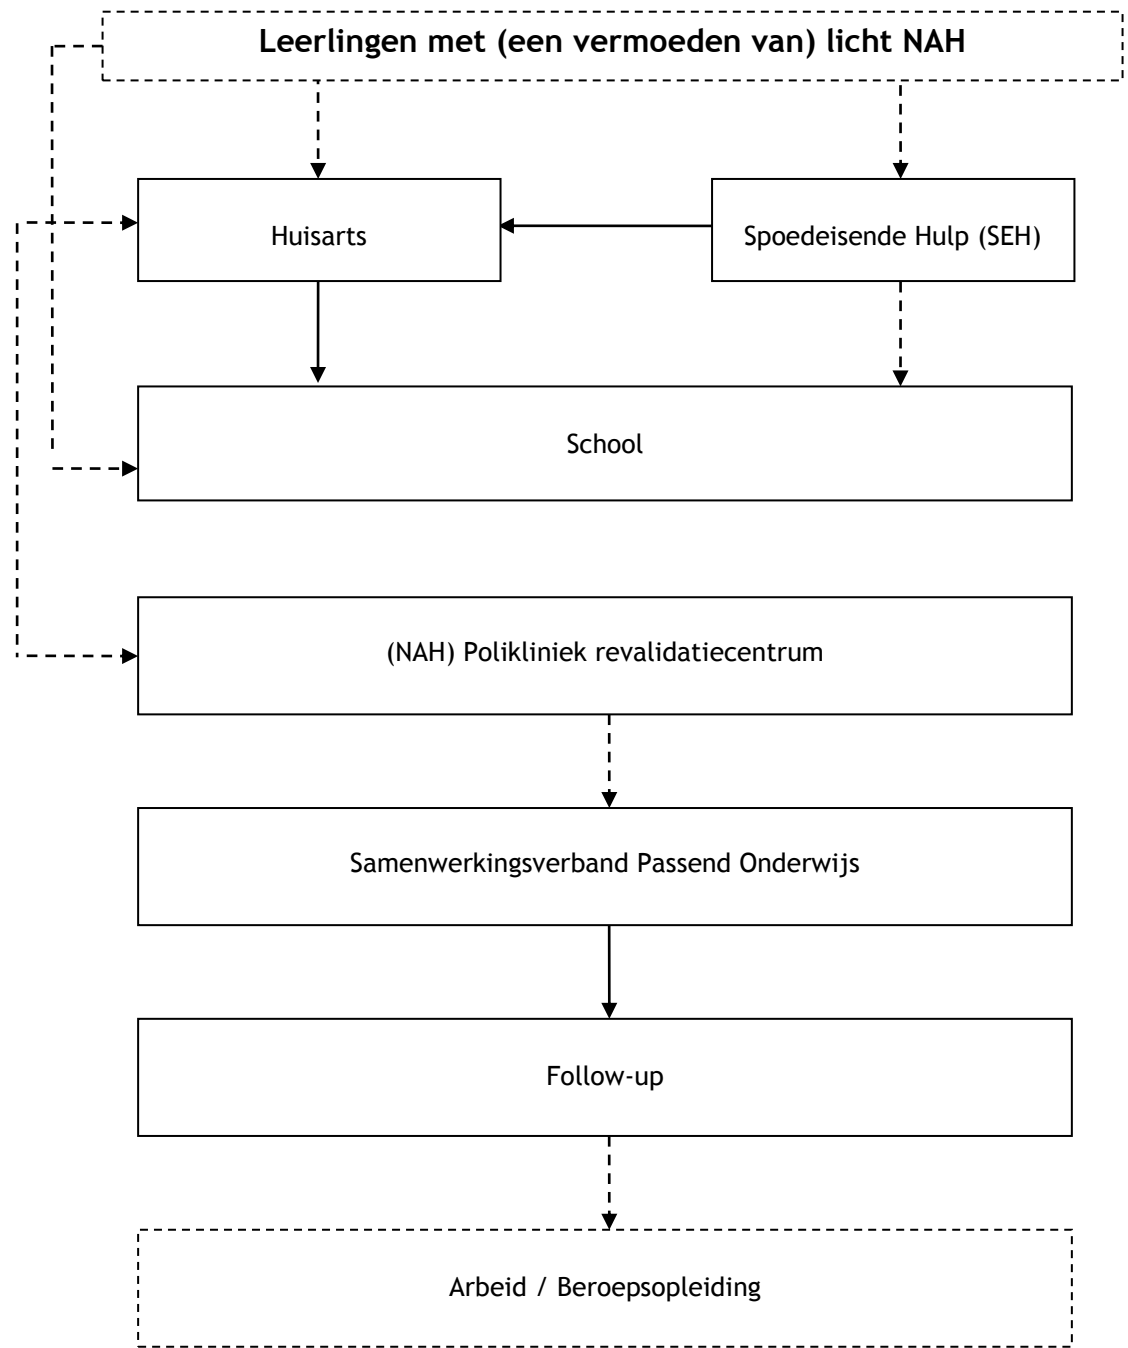 Leerlingen met (een vermoeden van) licht NAH
Huisarts
Spoedeisende Hulp (SEH)
School
(NAH) Polikliniek revalidatiecentrum
Samenwerkingsverband Passend Onderwijs
Follow-up
Arbeid / Beroepsopleiding